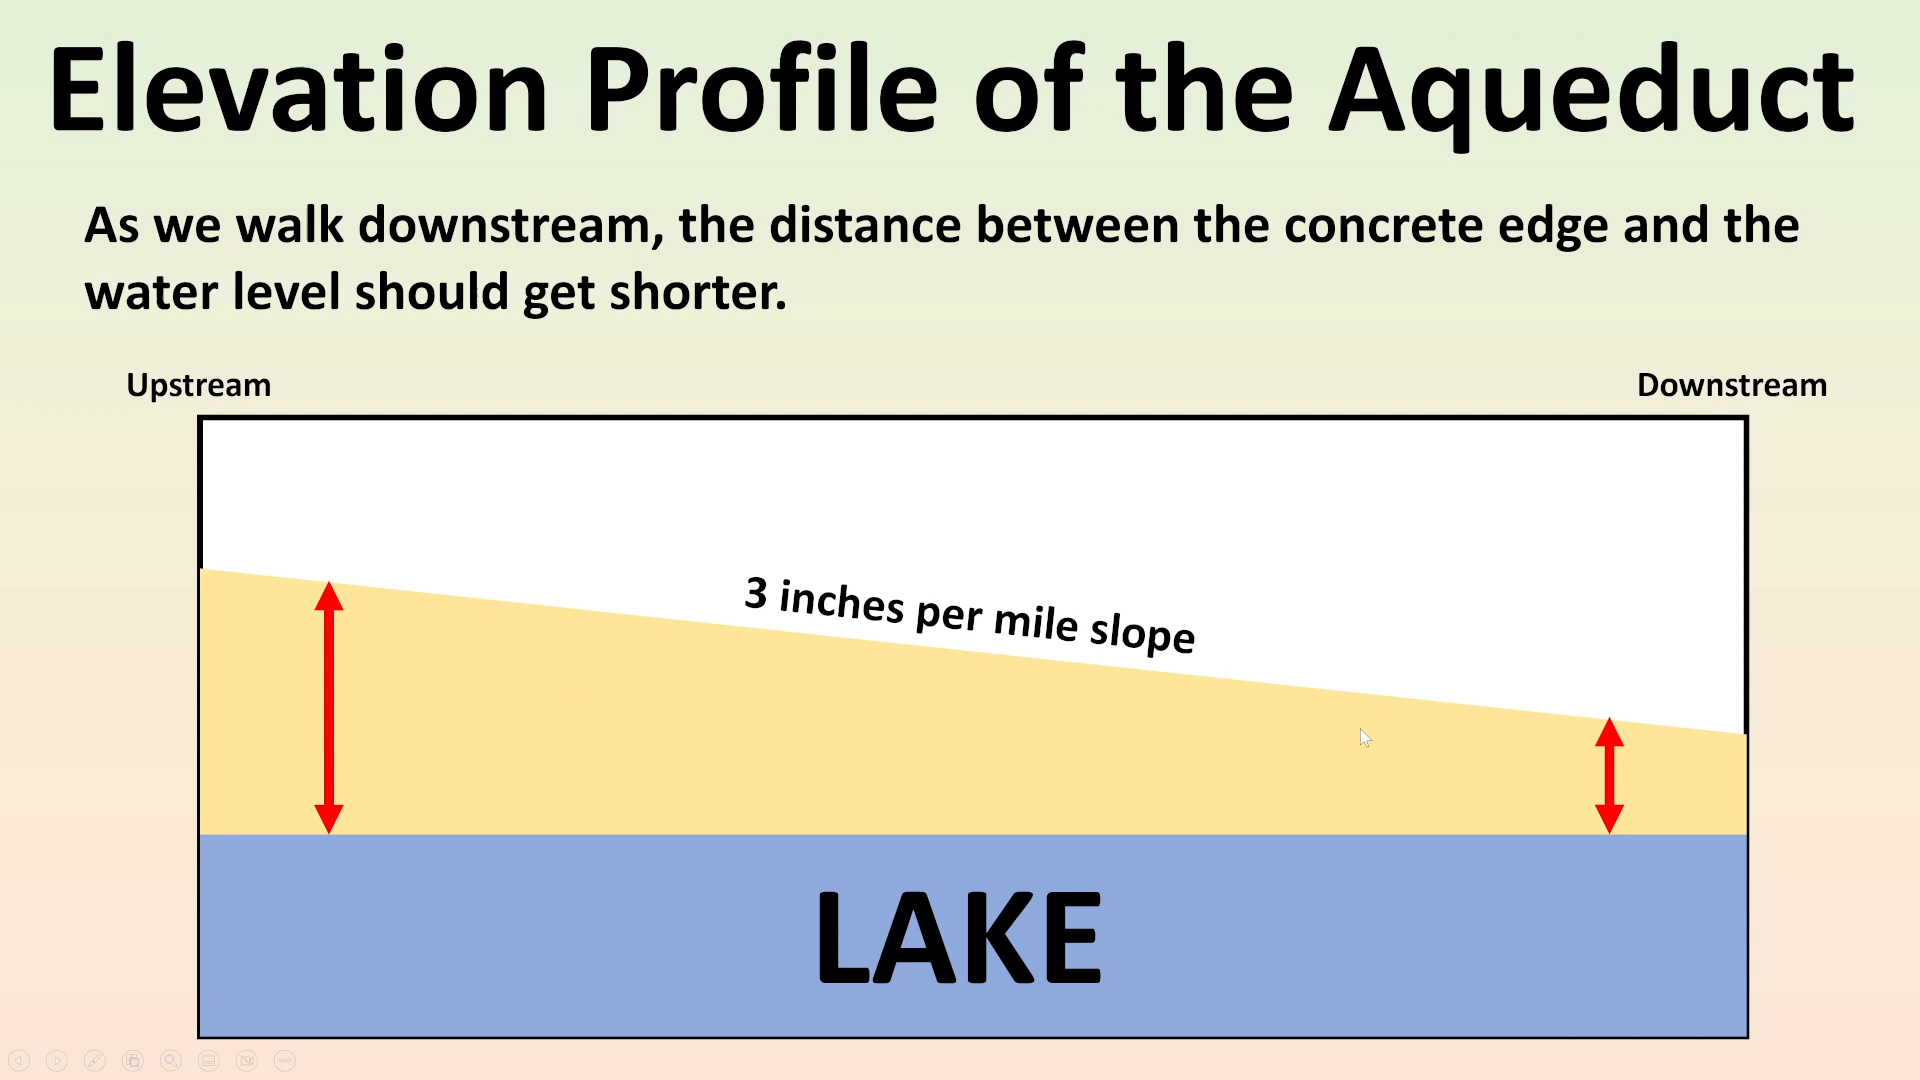 Elevation Profile of the Aqueduct
As we walk downstream, the distance between the concrete edge and the
water level should get shorter.
Upstream
Downstream
3 inches per mile slope
LAKE